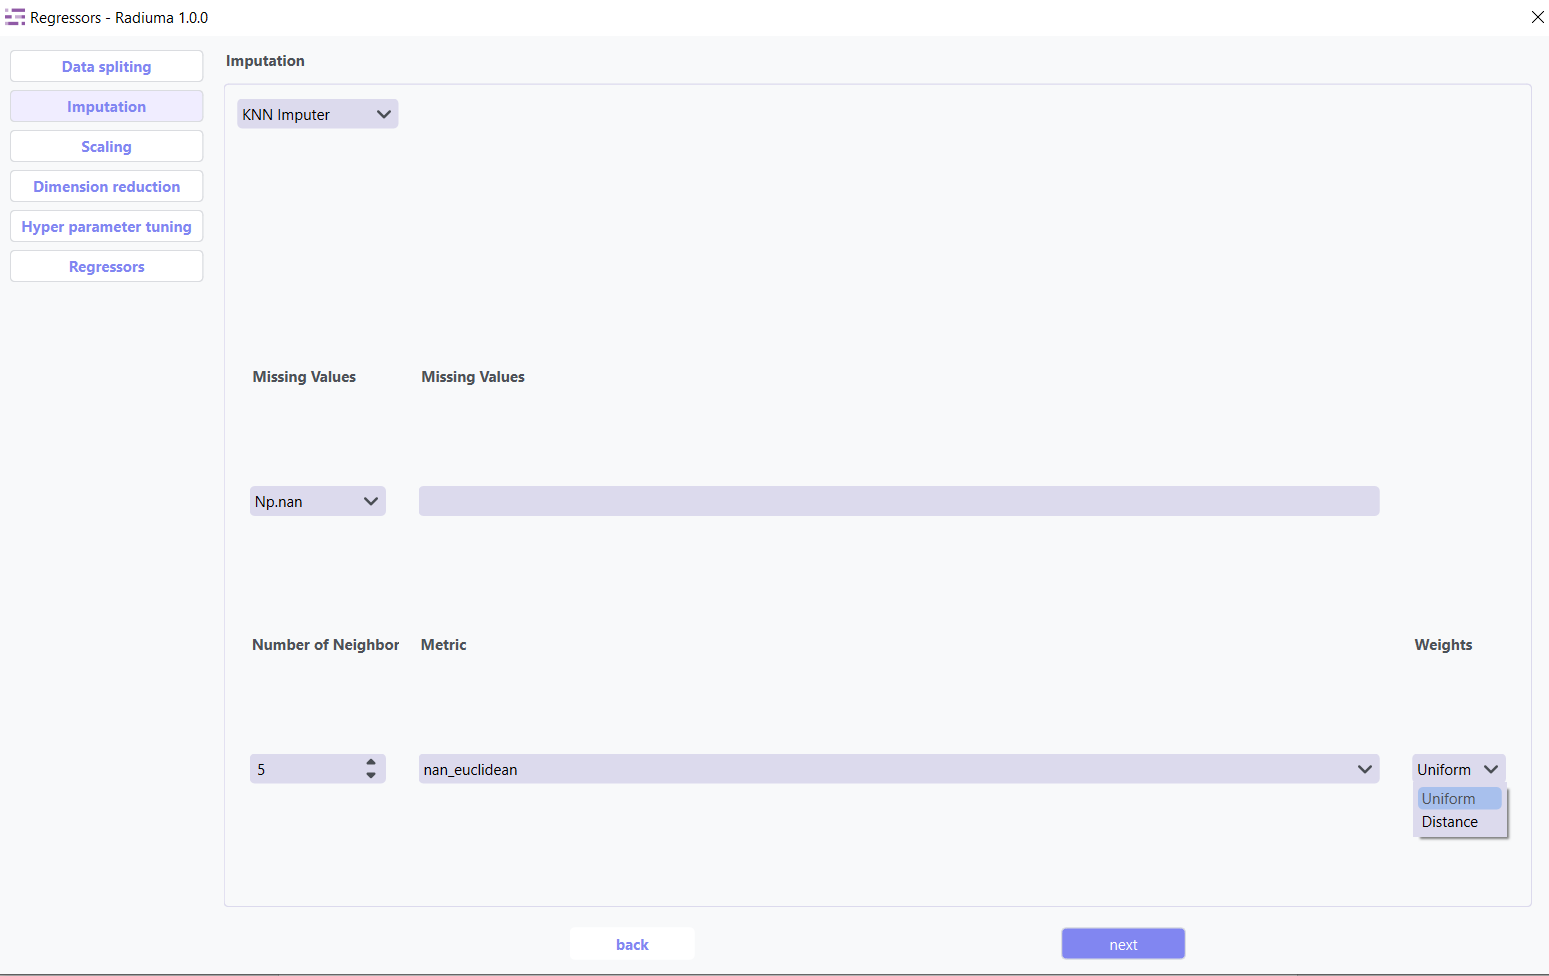 Regressors - Radiuma 1.0.0
Data spliting
Imputation
Scaling
Dimension reduction
Hyper parameter tuning
Regressors
Imputation
KNN Imputer
Missing Values Missing Values
Np.nan
Number of Neighbor Metric Weights
5 nan_euclidean Uniform
Uniform
Distance
back next